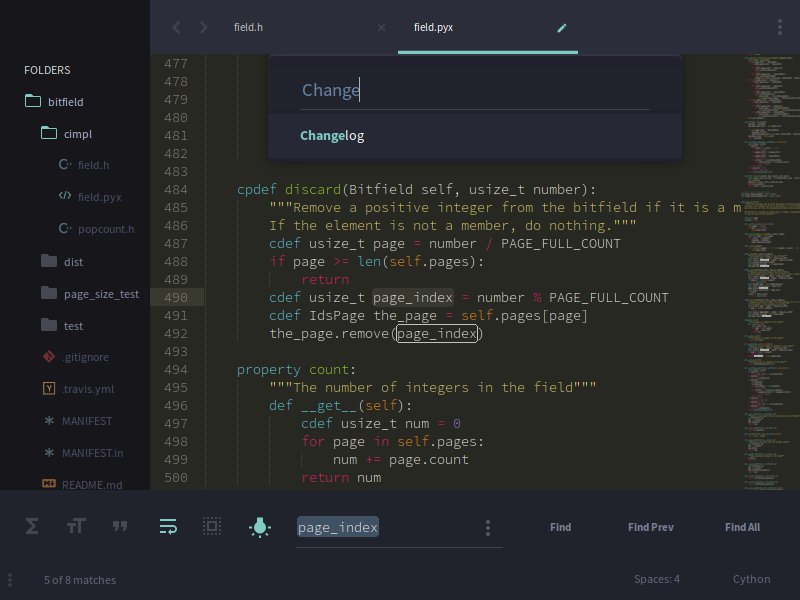 field.h
field.pyx
FOLDERS
bitfield
cimpl
field.h
field.pyx
popcount.h
dist
page_size_test
test
.gitignore
.travis.yml
MANIFEST
MANIFEST.in
README.md
Change
Changelog
477
478
479
480
481
482
483
484 cpdef discard(Bitfield self, usize_t number):
485 """Remove a positive integer from the bitfield if it is a m
486 If the element is not a member, do nothing."""
487 cdef usize_t page = number / PAGE_FULL_COUNT
488 if page >= len(self.pages):
489 return
490 cdef usize_t page_index = number % PAGE_FULL_COUNT
491 cdef IdsPage the_page = self.pages[page]
492 the_page.remove(page_index)
493
494 property count:
495 """The number of integers in the field"""
496 def __get__(self):
497 cdef usize_t num = 0
498 for page in self.pages:
499 num += page.count
500 return num
page_index
Find
Find Prev
Find All
5 of 8 matches
Spaces: 4
Cython